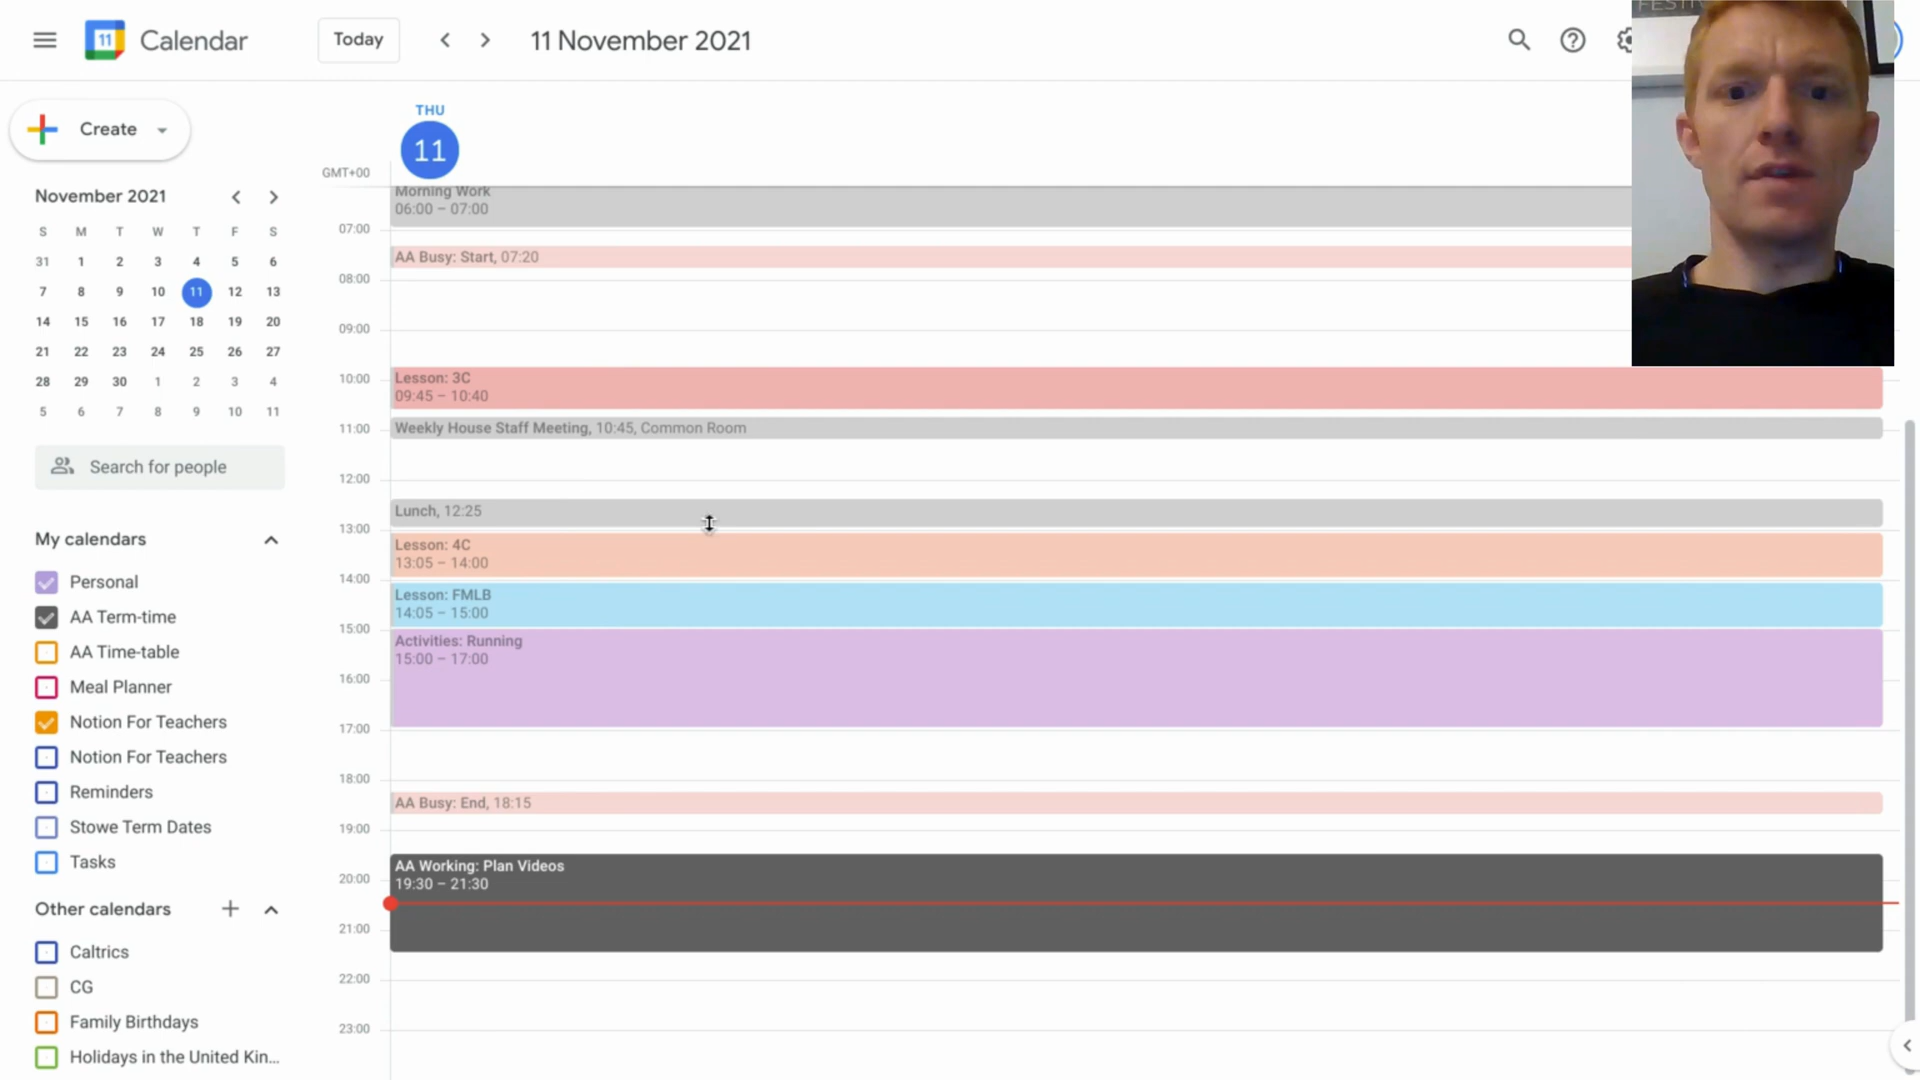 11
Calendar
Today
11 November 2021
FESTI
Create
THU
11
GMT+00
November 2021
S M T W T F S
31 1 2 3 4 5 6
7 8 9 10 11 12 13
14 15 16 17 18 19 20
21 22 23 24 25 26 27
28 29 30 1 2 3 4
5 6 7 8 9 10 11
Search for people
My calendars
Personal
AA Term-time
AA Time-table
Meal Planner
Notion For Teachers
Notion For Teachers
Reminders
Stowe Term Dates
Tasks
Other calendars
Caltrics
CG
Family Birthdays
Holidays in the United Kin...
Morning Work
06:00 – 07:00
07:00
AA Busy: Start, 07:20
08:00
09:00
10:00
Lesson: 3C
09:45 – 10:40
11:00
Weekly House Staff Meeting, 10:45, Common Room
12:00
Lunch, 12:25
13:00
Lesson: 4C
13:05 – 14:00
14:00
Lesson: FMLB
14:05 – 15:00
15:00
Activities: Running
15:00 – 17:00
16:00
17:00
18:00
AA Busy: End, 18:15
19:00
AA Working: Plan Videos
19:30 – 21:30
20:00
21:00
22:00
23:00